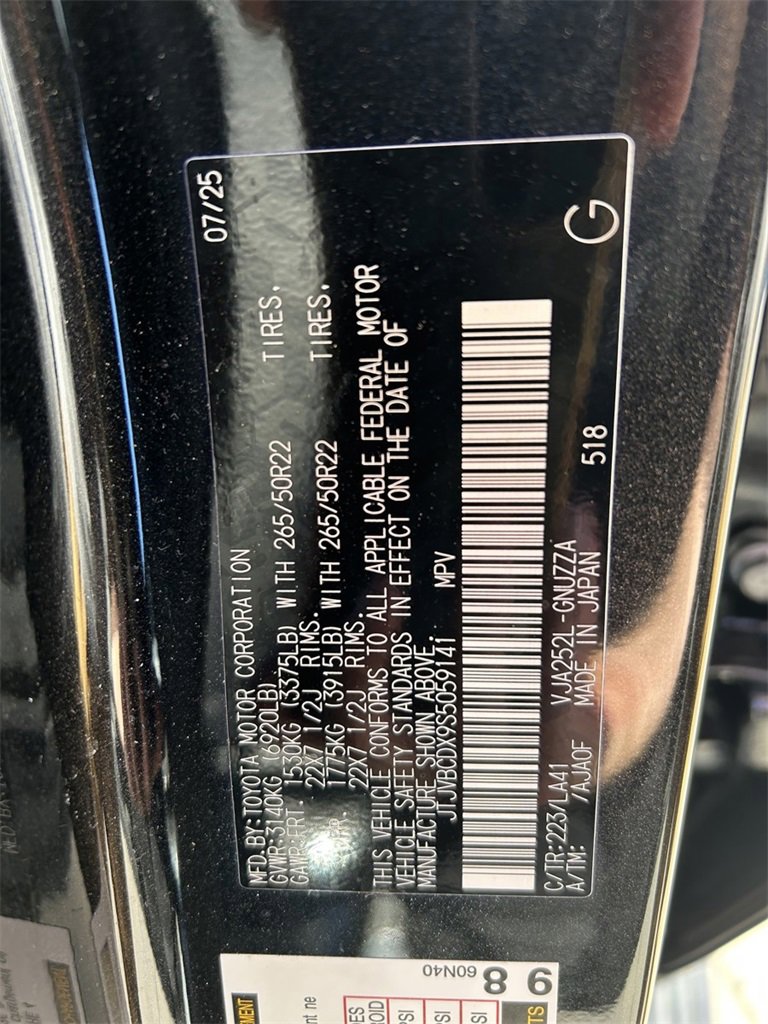 07/25
MFD.BY:TOYOTA MOTOR CORPORATION
GVWR:3140KG (6920LB)
GAWR:FRT. 1530KG (3375LB) WITH 265/50R22 TIRES,
22X7 1/2J RIMS.
1775KG (3915LB) WITH 265/50R22 TIRES,
22X7 1/2J RIMS.
THIS VEHICLE CONFORMS TO ALL APPLICABLE FEDERAL MOTOR
VEHICLE SAFETY STANDARDS IN EFFECT ON THE DATE OF
MANUFACTURE SHOWN ABOVE.
JTJVBCDX9S5059141 MPV
C/TR:223/LA41 VJA252L-GNUZZA
A/TM: /AJA0F MADE IN JAPAN
518
G
60N40
9 8